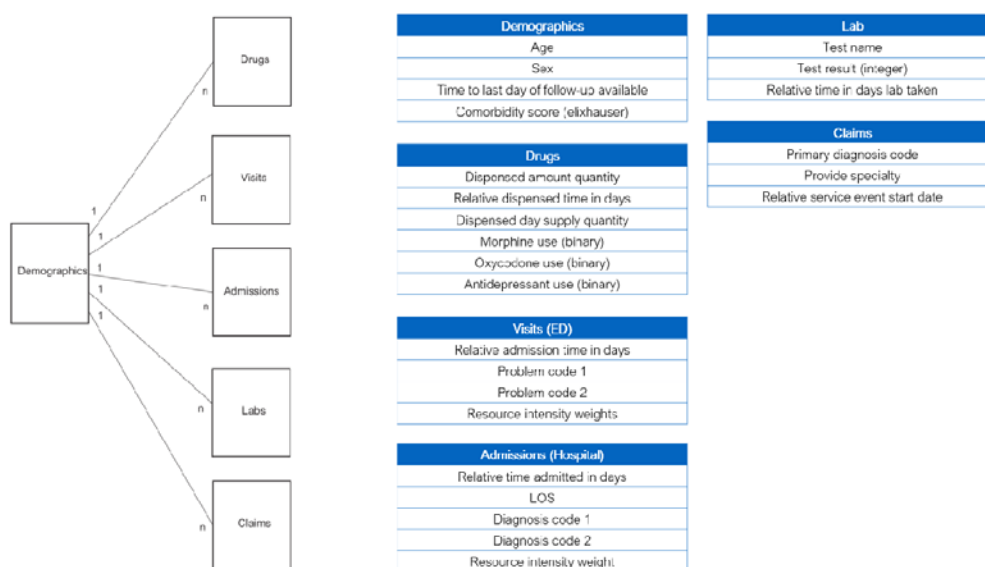 Drugs
n
Visits
n
1
1
1
1
1
Demographics
Admissions
n
Labs
n
Claims
n
Demographics
Age
Sex
Time to last day of follow-up available
Comorbidity score (elixhauser)
Drugs
Dispensed amount quantity
Relative dispensed time in days
Dispensed day supply quantity
Morphine use (binary)
Oxycodone use (binary)
Antidepressant use (binary)
Visits (ED)
Relative admission time in days
Problem code 1
Problem code 2
Resource intensity weights
Admissions (Hospital)
Relative time admitted in days
LOS
Diagnosis code 1
Diagnosis code 2
Resource intensity weight
Lab
Test name
Test result (integer)
Relative time in days lab taken
Claims
Primary diagnosis code
Provide specialty
Relative service event start date